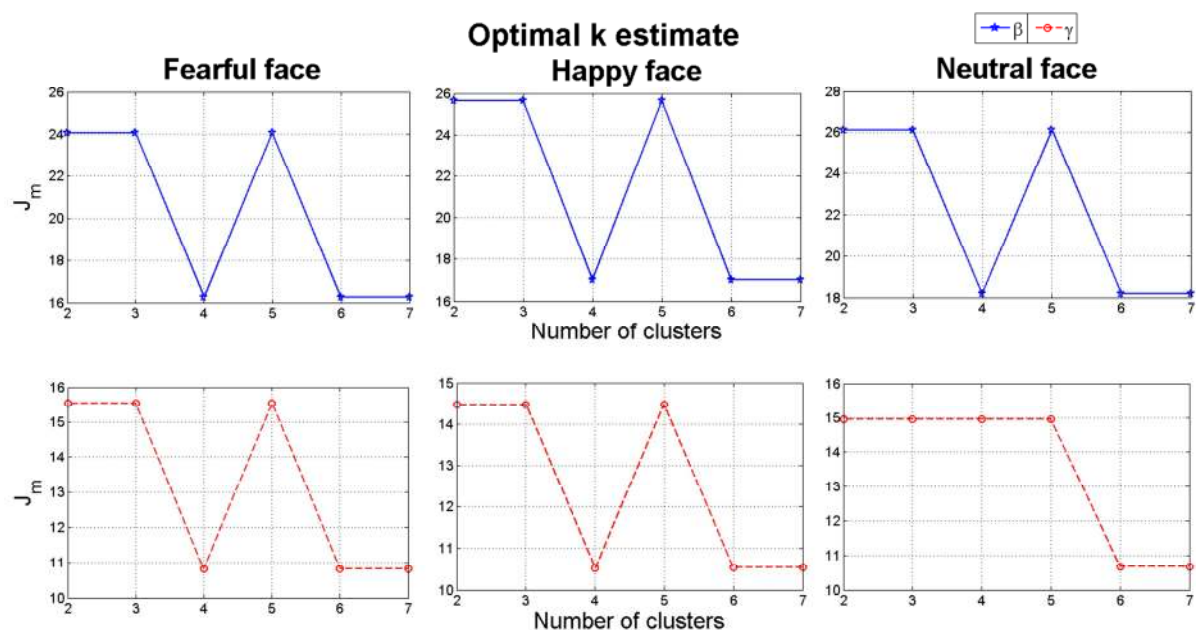 Optimal k estimate
β γ
Fearful face
Happy face
Neutral face
J_m
26
24
22
20
18
16
2 3 4 5 6 7
26
24
22
20
18
16
2 3 4 5 6 7
Number of clusters
28
26
24
22
20
18
2 3 4 5 6 7
J_m
16
15
14
13
12
11
10
2 3 4 5 6 7
15
14
13
12
11
10
2 3 4 5 6 7
Number of clusters
16
15
14
13
12
11
10
2 3 4 5 6 7